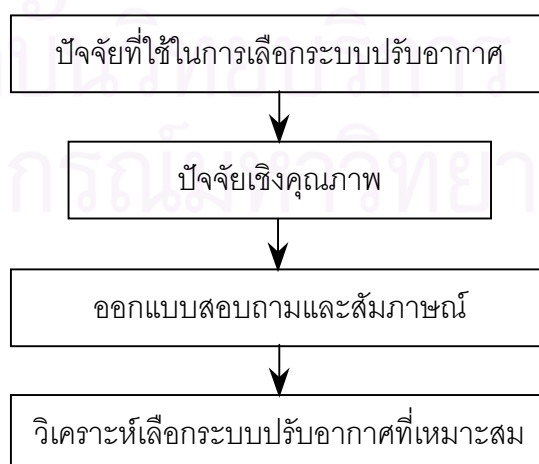 ปัจจัยที่ใช้ในการเลือกระบบปรับอากาศ
ปัจจัยเชิงคุณภาพ
ออกแบบสอบถามและสัมภาษณ์
วิเคราะห์เลือกระบบปรับอากาศที่เหมาะสม